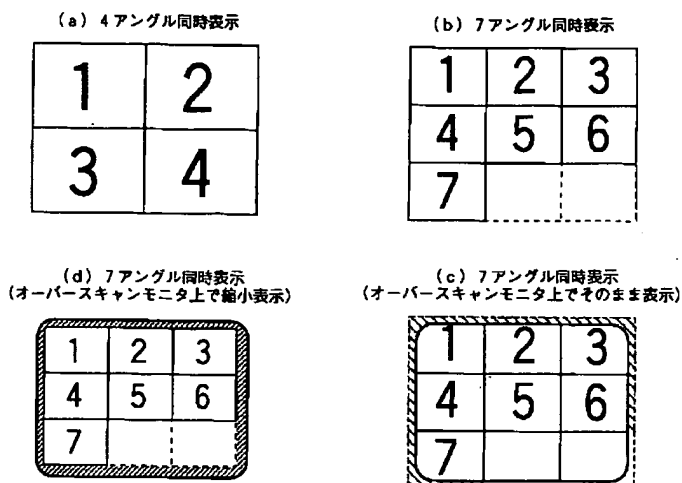 (a) 4アングル同時表示
1 2
3 4
(b) 7アングル同時表示
1 2 3
4 5 6
7
(d) 7アングル同時表示
(オーバースキャンモニタ上で縮小表示)
1 2 3
4 5 6
7
(c) 7アングル同時表示
(オーバースキャンモニタ上でそのまま表示)
1 2 3
4 5 6
7